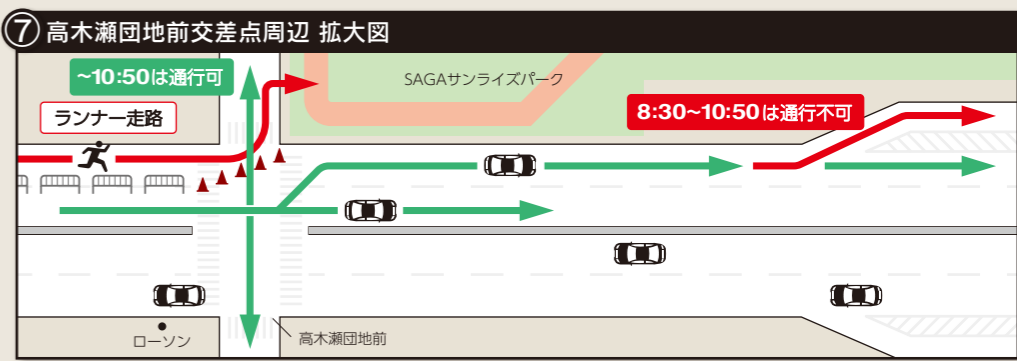 ⑦高木瀬団地前交差点周辺 拡大図
~10:50は通行可
SAGAサンライズパーク
ランナー走路
8:30~10:50は通行不可
ローソン
高木瀬団地前